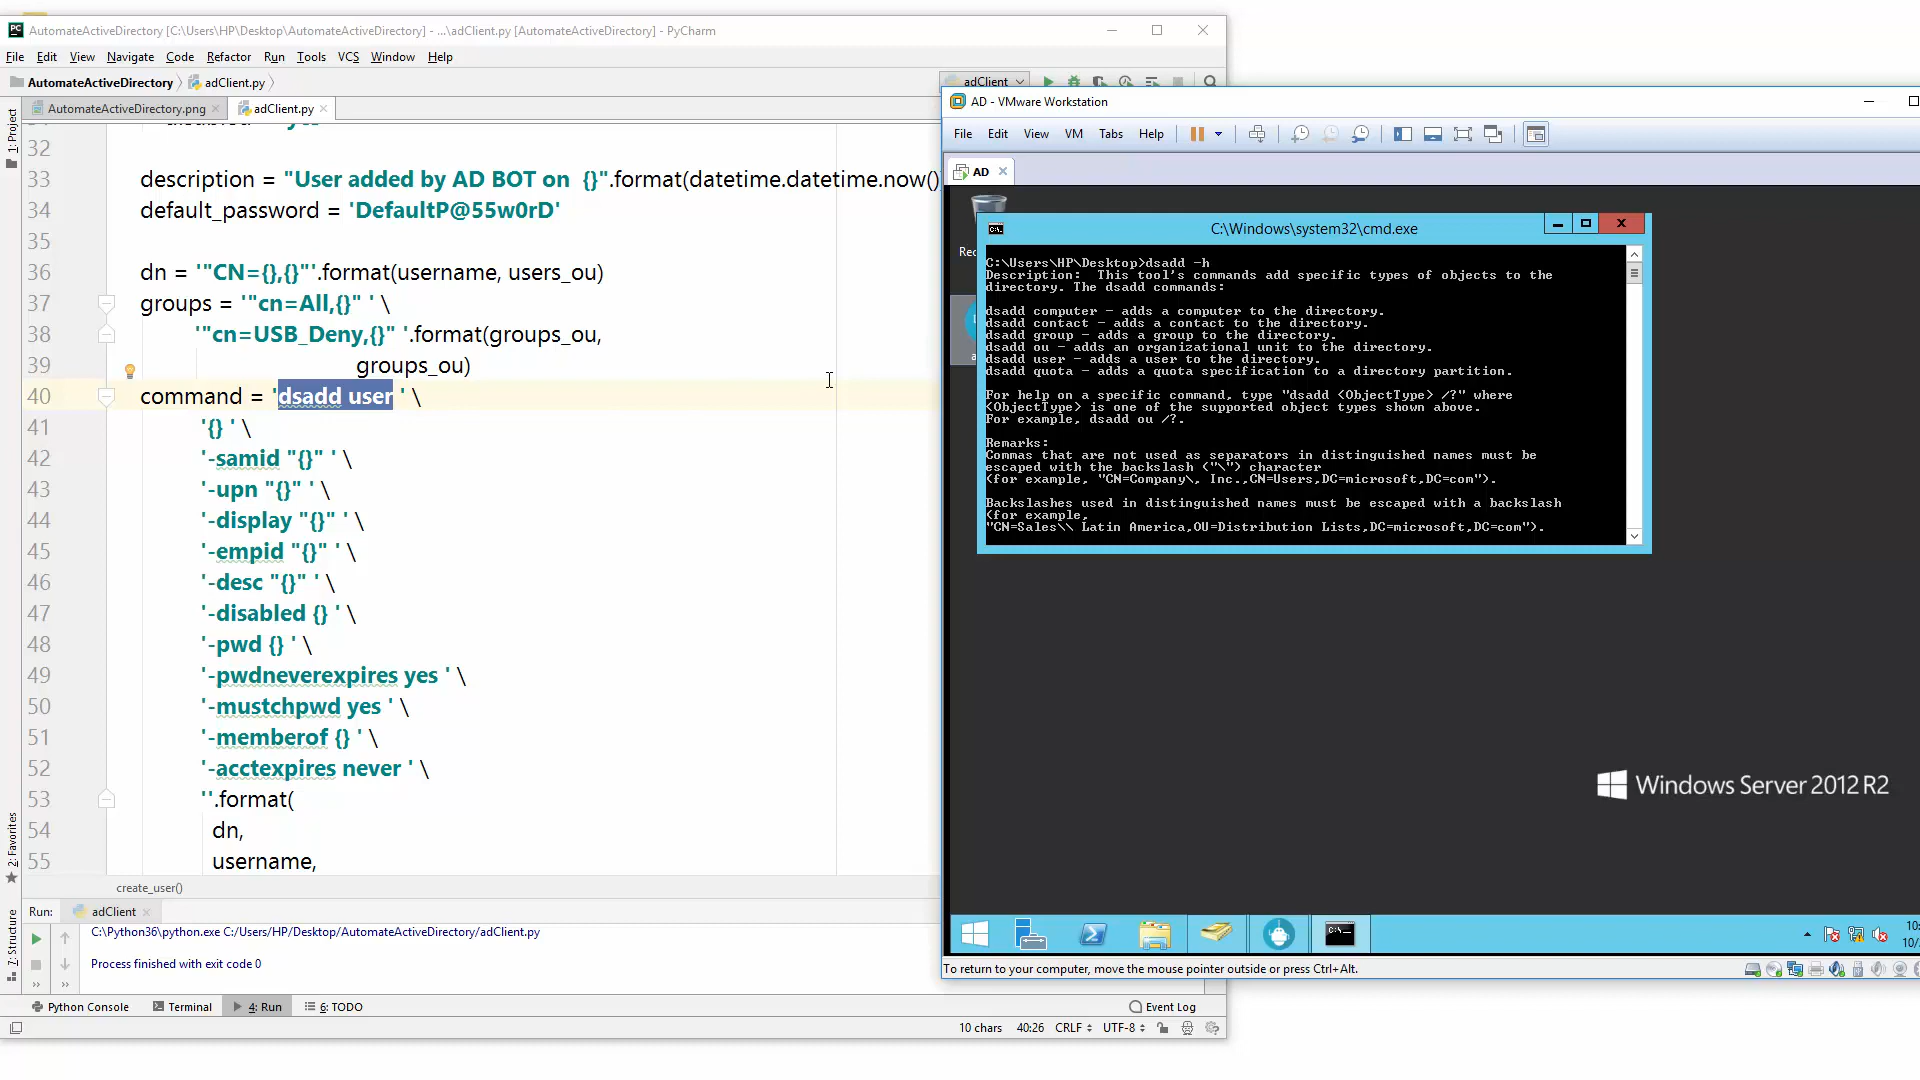 AutomateActiveDirectory [C:\Users\HP\Desktop\AutomateActiveDirectory] - ...\adClient.py [AutomateActiveDirectory] - PyCharm
File Edit View Navigate Code Refactor Run Tools VCS Window Help
AutomateActiveDirectory adClient.py
adClient
AutomateActiveDirectory.png adClient.py
1: Project
32
33 description = "User added by AD BOT on  {}".format(datetime.datetime.now()
34 default_password = 'DefaultP@55w0rD'
35
36 dn = '"CN={},{}"'.format(username, users_ou)
37 groups = '"cn=All,{}" ' \
38 '"cn=USB_Deny,{}" '.format(groups_ou,
39 groups_ou)
40 command = 'dsadd user ' \
41 '{} ' \
42 '-samid "{}" ' \
43 '-upn "{}" ' \
44 '-display "{}" ' \
45 '-empid "{}" ' \
46 '-desc "{}" ' \
47 '-disabled {} ' \
48 '-pwd {} ' \
49 '-pwdneverexpires yes ' \
50 '-mustchpwd yes ' \
51 '-memberof {} ' \
52 '-acctexpires never ' \
53 ''.format(
54 dn,
55 username,
2: Favorites
7: Structure
create_user()
Run: adClient
C:\Python36\python.exe C:/Users/HP/Desktop/AutomateActiveDirectory/adClient.py
Process finished with exit code 0
Python Console Terminal 4: Run 6: TODO Event Log
10 chars 40:26 CRLF UTF-8
AD - VMware Workstation
File Edit View VM Tabs Help
AD
Rec
C:\Windows\system32\cmd.exe
C:\Users\HP\Desktop>dsadd -h
Description:  This tool's commands add specific types of objects to the
directory. The dsadd commands:
dsadd computer - adds a computer to the directory.
dsadd contact - adds a contact to the directory.
dsadd group - adds a group to the directory.
dsadd ou - adds an organizational unit to the directory.
dsadd user - adds a user to the directory.
dsadd quota - adds a quota specification to a directory partition.
For help on a specific command, type "dsadd <ObjectType> /?" where
<ObjectType> is one of the supported object types shown above.
For example, dsadd ou /?.
Remarks:
Commas that are not used as separators in distinguished names must be
escaped with the backslash ("\") character
(for example, "CN=Company\, Inc.,CN=Users,DC=microsoft,DC=com").
Backslashes used in distinguished names must be escaped with a backslash
(for example,
"CN=Sales\\ Latin America,OU=Distribution Lists,DC=microsoft,DC=com").
Windows Server 2012 R2
10:
10/
To return to your computer, move the mouse pointer outside or press Ctrl+Alt.